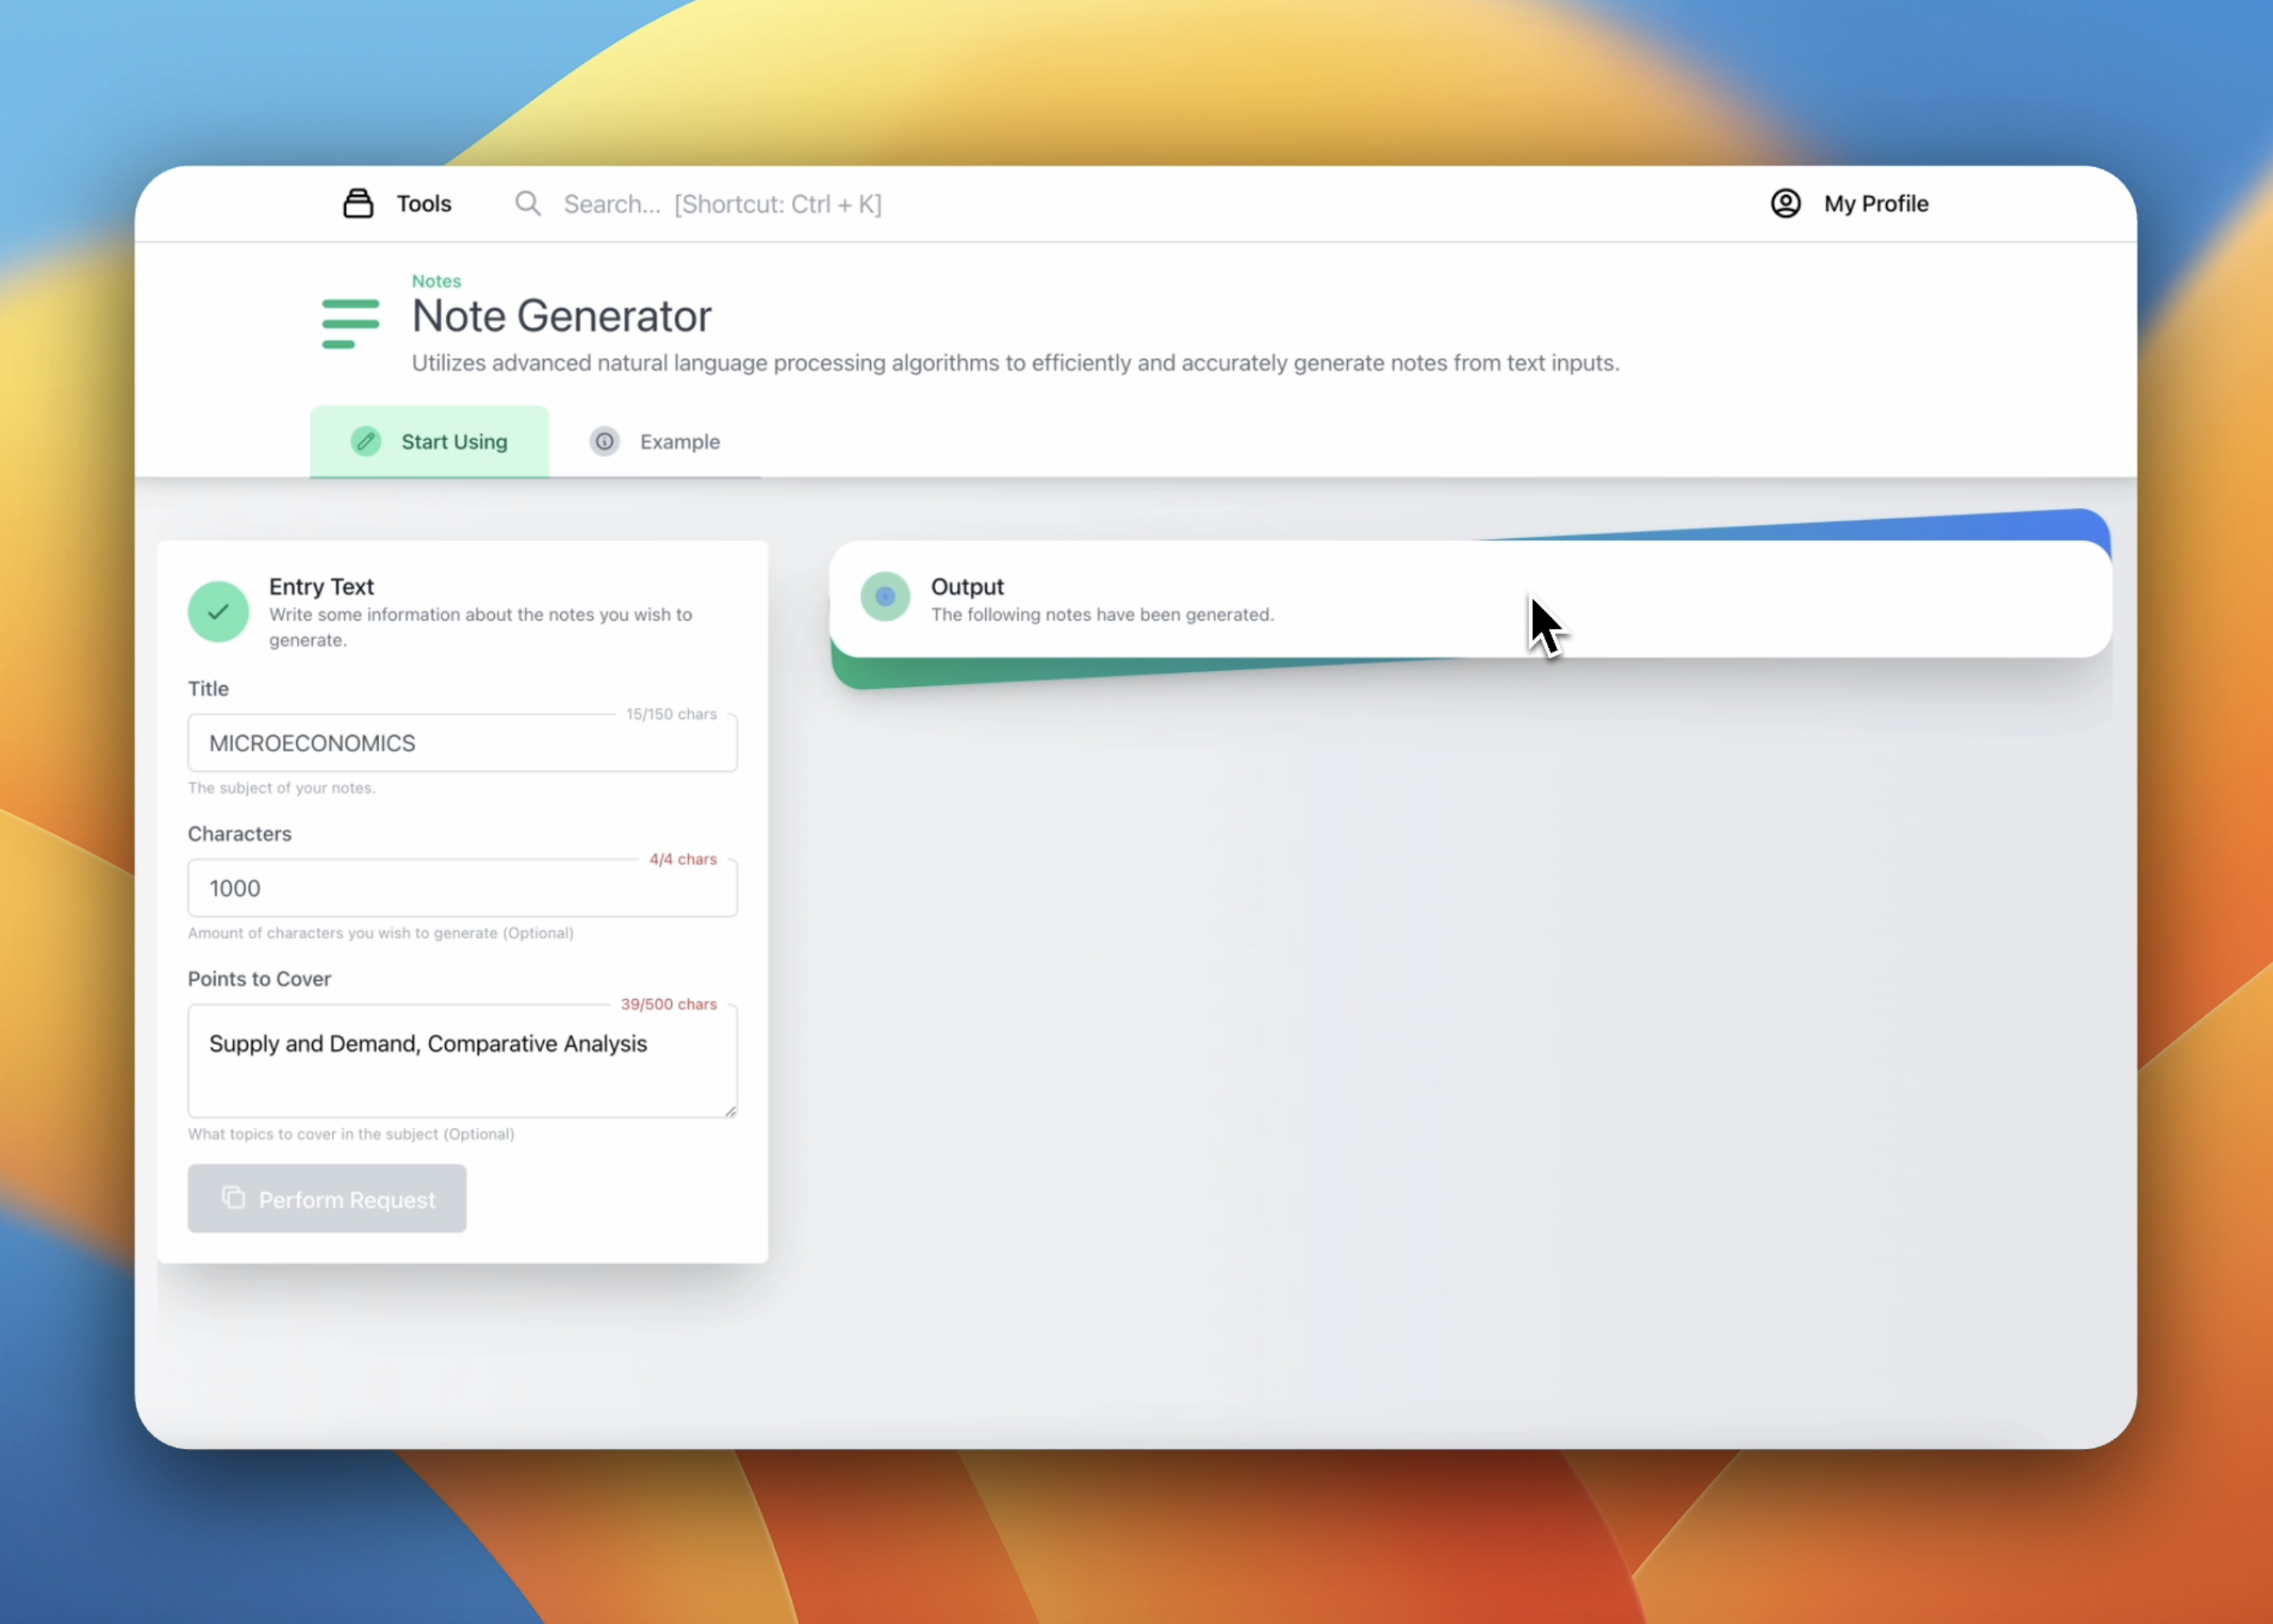 Tools
Search... [Shortcut: Ctrl + K]
My Profile
Notes
Note Generator
Utilizes advanced natural language processing algorithms to efficiently and accurately generate notes from text inputs.
Start Using
Example
Entry Text
Write some information about the notes you wish to
generate.
Title
15/150 chars
MICROECONOMICS
The subject of your notes.
Characters
4/4 chars
1000
Amount of characters you wish to generate (Optional)
Points to Cover
39/500 chars
Supply and Demand, Comparative Analysis
What topics to cover in the subject (Optional)
Perform Request
Output
The following notes have been generated.